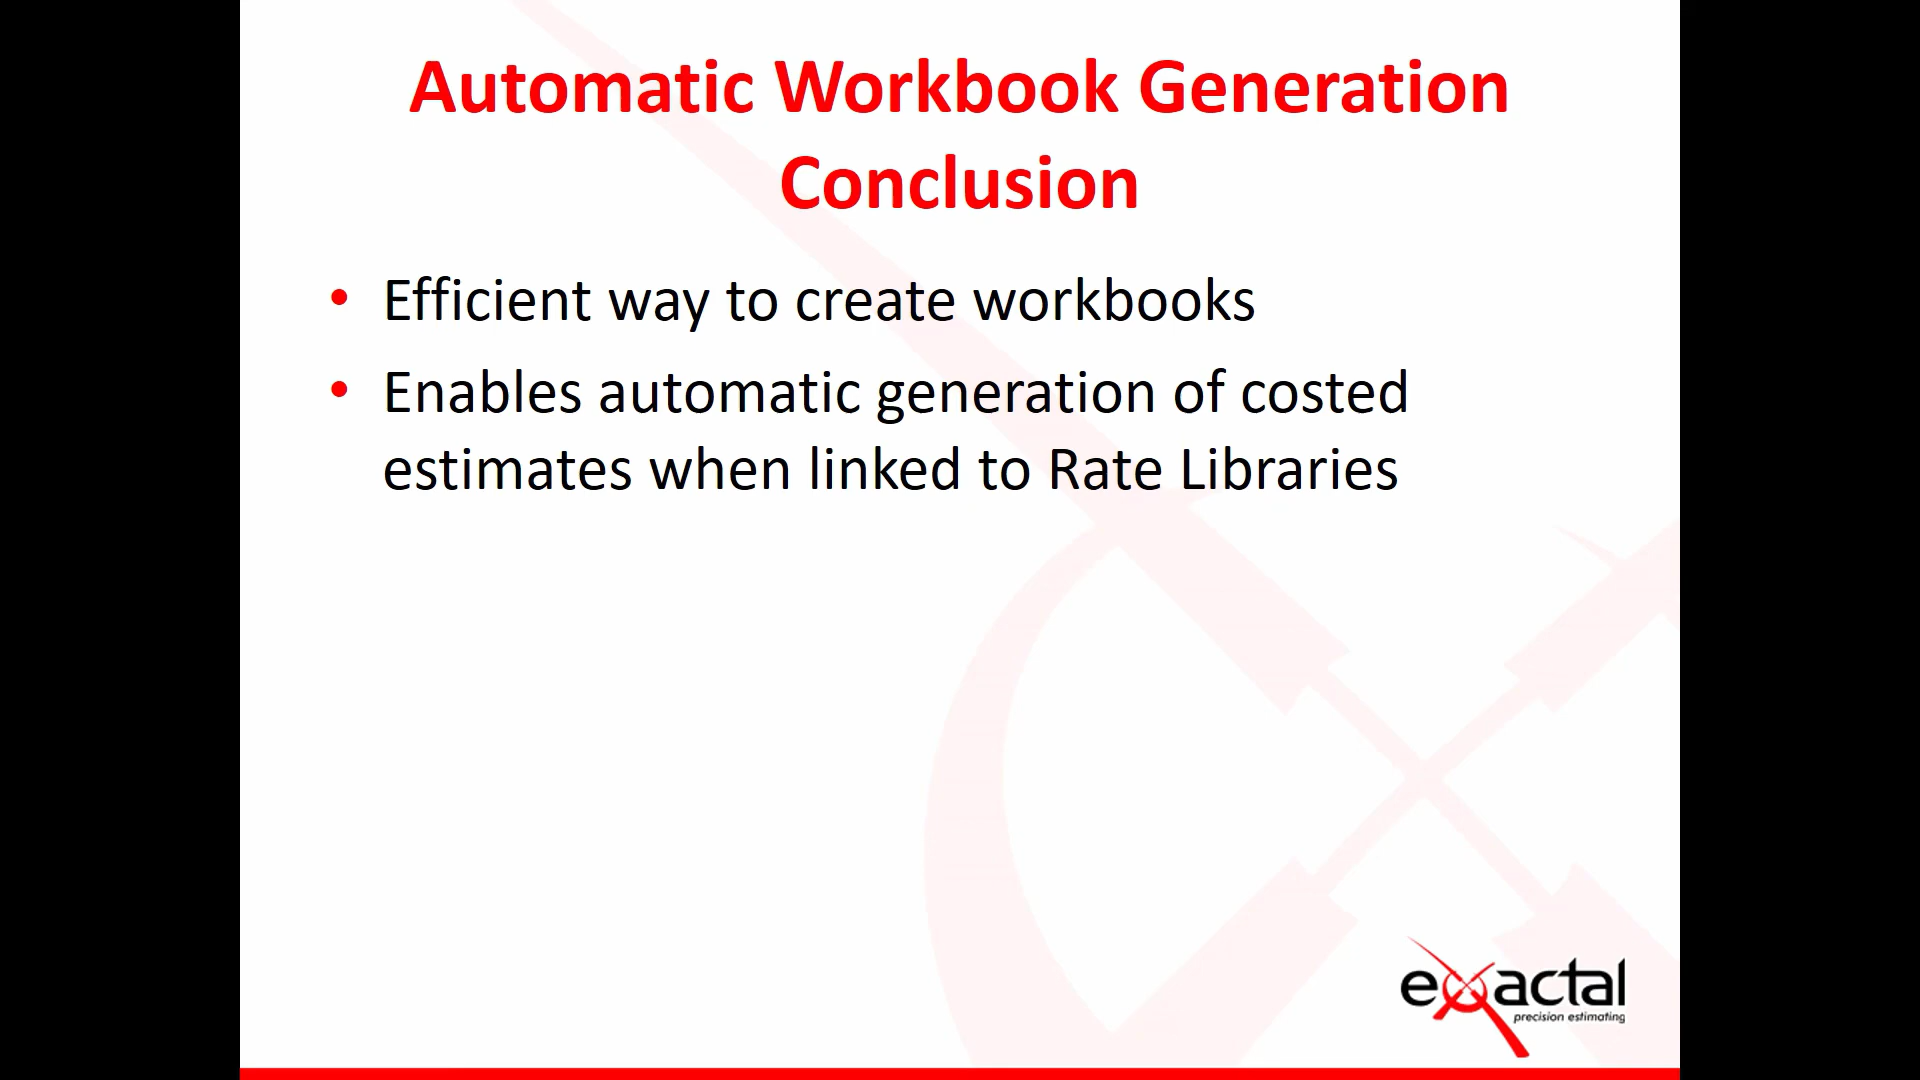 Automatic Workbook Generation
Conclusion
• Efficient way to create workbooks
• Enables automatic generation of costed
estimates when linked to Rate Libraries
exactal
precision estimating